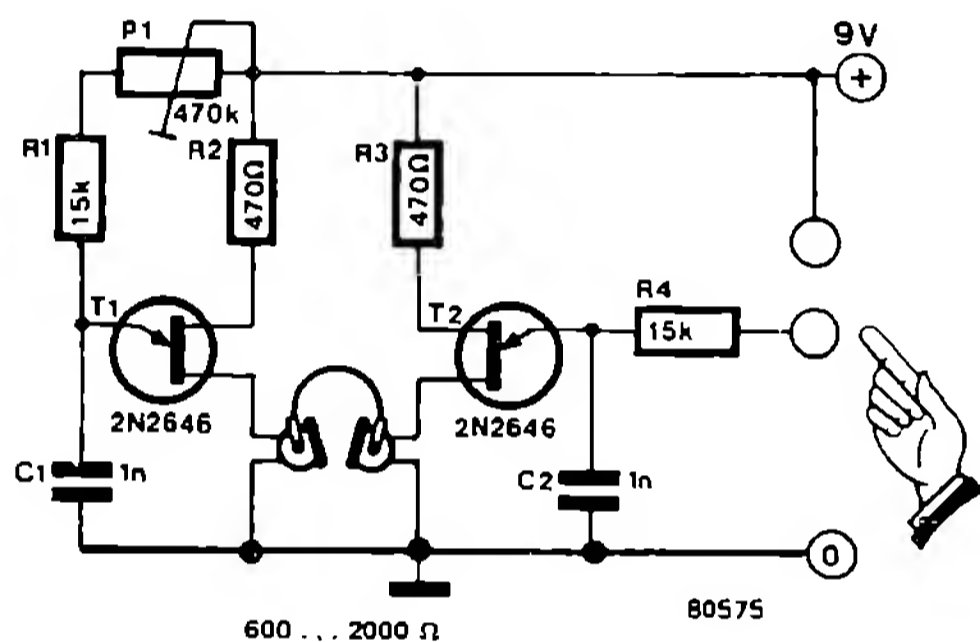 P1
9V
+
470k
R1
R2
R3
15k
470Ω
470Ω
T1
T2
R4
15k
2N2646
2N2646
C1
1n
C2
1n
0
80575
600 ... 2000 Ω